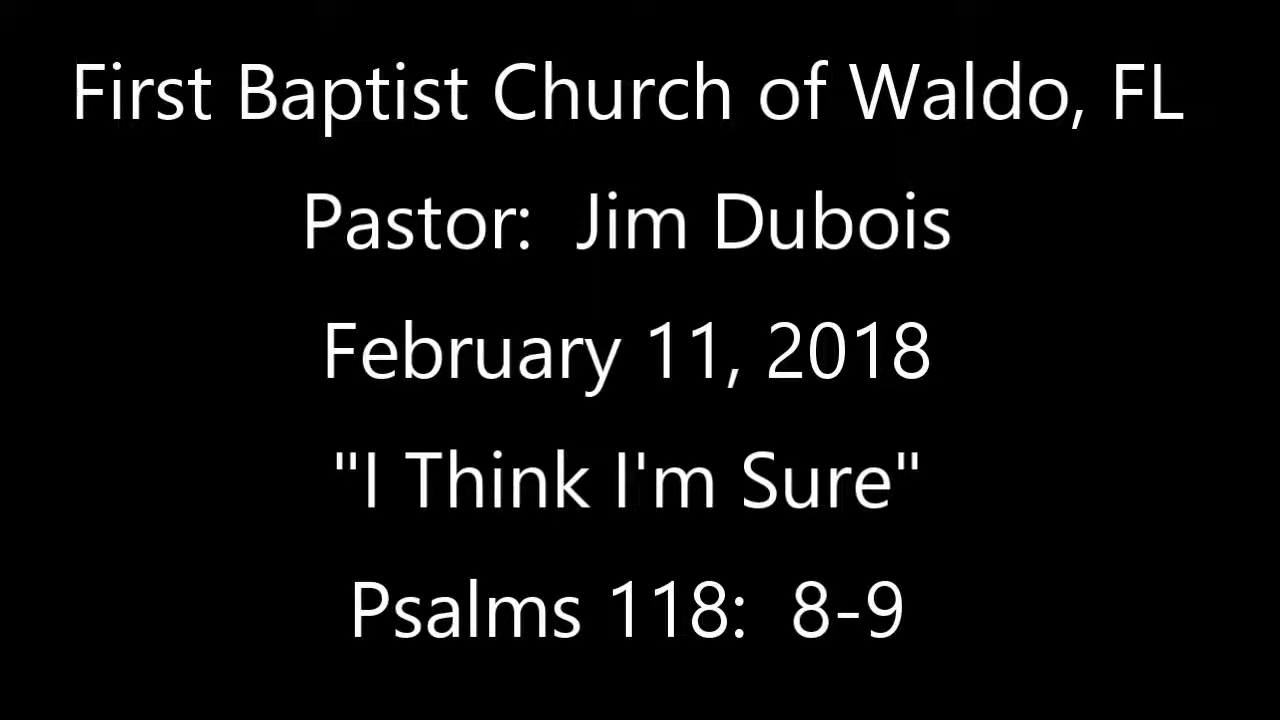 First Baptist Church of Waldo, FL
Pastor:  Jim Dubois
February 11, 2018
"I Think I'm Sure"
Psalms 118:  8-9